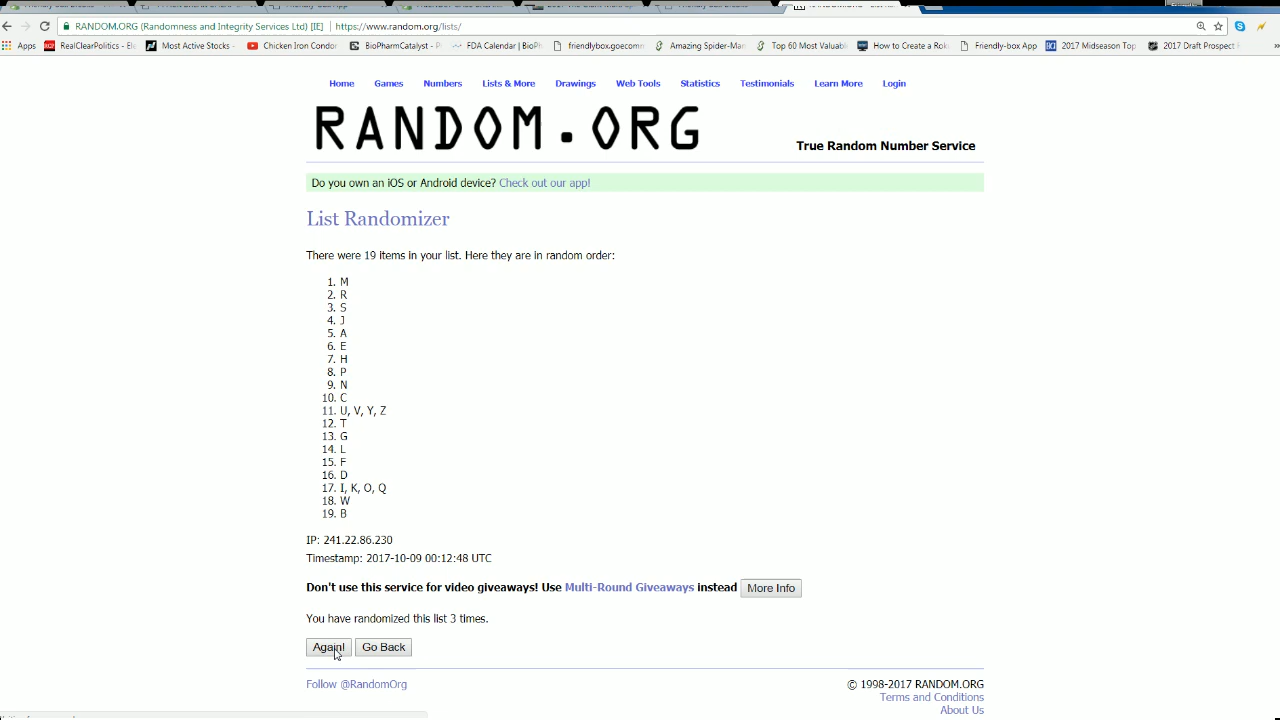 RANDOM.ORG (Randomness and Integrity Services Ltd) [IE] https://www.random.org/lists/
Apps RealClearPolitics - Ele Most Active Stocks - Chicken Iron Condor BioPharmCatalyst - P FDA Calendar | BioPh friendlybox.goecomm Amazing Spider-Mar Top 60 Most Valuabl How to Create a Rok Friendly-box App 2017 Midseason Top 2017 Draft Prospect
Home Games Numbers Lists & More Drawings Web Tools Statistics Testimonials Learn More Login
RANDOM.ORG
True Random Number Service
Do you own an iOS or Android device? Check out our app!
List Randomizer
There were 19 items in your list. Here they are in random order:
1. M
2. R
3. S
4. J
5. A
6. E
7. H
8. P
9. N
10. C
11. U, V, Y, Z
12. T
13. G
14. L
15. F
16. D
17. I, K, O, Q
18. W
19. B
IP: 241.22.86.230
Timestamp: 2017-10-09 00:12:48 UTC
Don't use this service for video giveaways! Use Multi-Round Giveaways instead More Info
You have randomized this list 3 times.
Again! Go Back
Follow @RandomOrg
© 1998-2017 RANDOM.ORG
Terms and Conditions
About Us